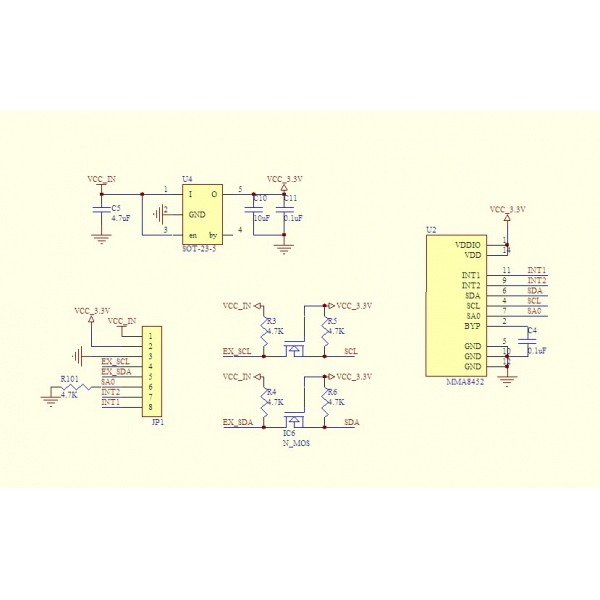 VCC_IN
U4
VCC_3.3V
1
I
O
5
C10
C11
C5
4.7uF
2
GND
10uF
0.1uF
3
en
by
4
SOT-23-5
VCC_3.3V
U2
VDDIO
1
VDD
14
INT1
11
INT1
INT2
9
INT2
SDA
6
SDA
SCL
4
SCL
SA0
7
SA0
BYP
2
C4
0.1uF
GND
5
GND
10
GND
12
MMA8452
VCC_3.3V
VCC_IN
1
2
3
EX_SCL
4
EX_SDA
5
SA0
6
INT2
7
INT1
8
R101
4.7K
JP1
VCC_IN
VCC_3.3V
R3
R5
4.7K
4.7K
EX_SCL
SCL
VCC_IN
VCC_3.3V
R4
R6
4.7K
4.7K
EX_SDA
SDA
IC6
N_MOS